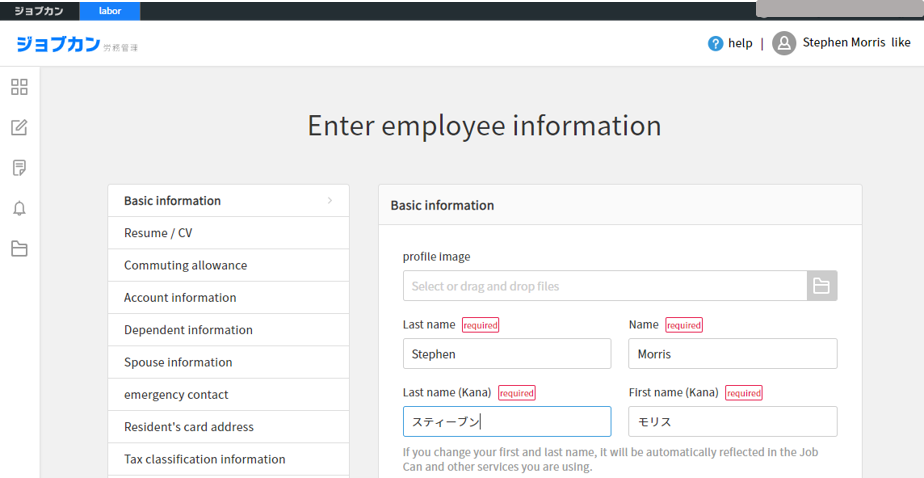 ジョブカン labor
ジョブカン 労務管理
? help | Stephen Morris like
Enter employee information
Basic information
Resume / CV
Commuting allowance
Account information
Dependent information
Spouse information
emergency contact
Resident's card address
Tax classification information
Basic information
profile image
Select or drag and drop files
Last name required Name required
Stephen Morris
Last name (Kana) required First name (Kana) required
スティーブン モリス
If you change your first and last name, it will be automatically reflected in the Job
Can and other services you are using.